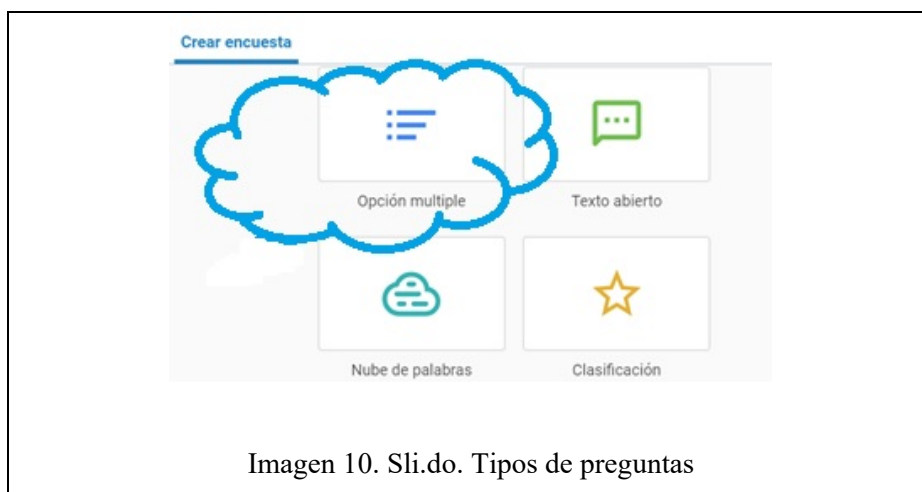 Crear encuesta
Opción multiple
Texto abierto
Nube de palabras
Clasificación
Imagen 10. Sli.do. Tipos de preguntas